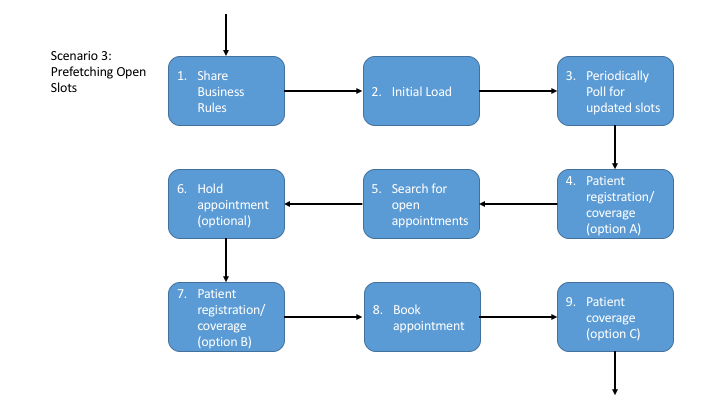 Scenario 3:
Prefetching Open
Slots
1. Share
Business
Rules
2. Initial Load
3. Periodically
Poll for
updated slots
4. Patient
registration/
coverage
(option A)
5. Search for
open
appointments
6. Hold
appointment
(optional)
7. Patient
registration/
coverage
(option B)
8. Book
appointment
9. Patient
coverage
(option C)